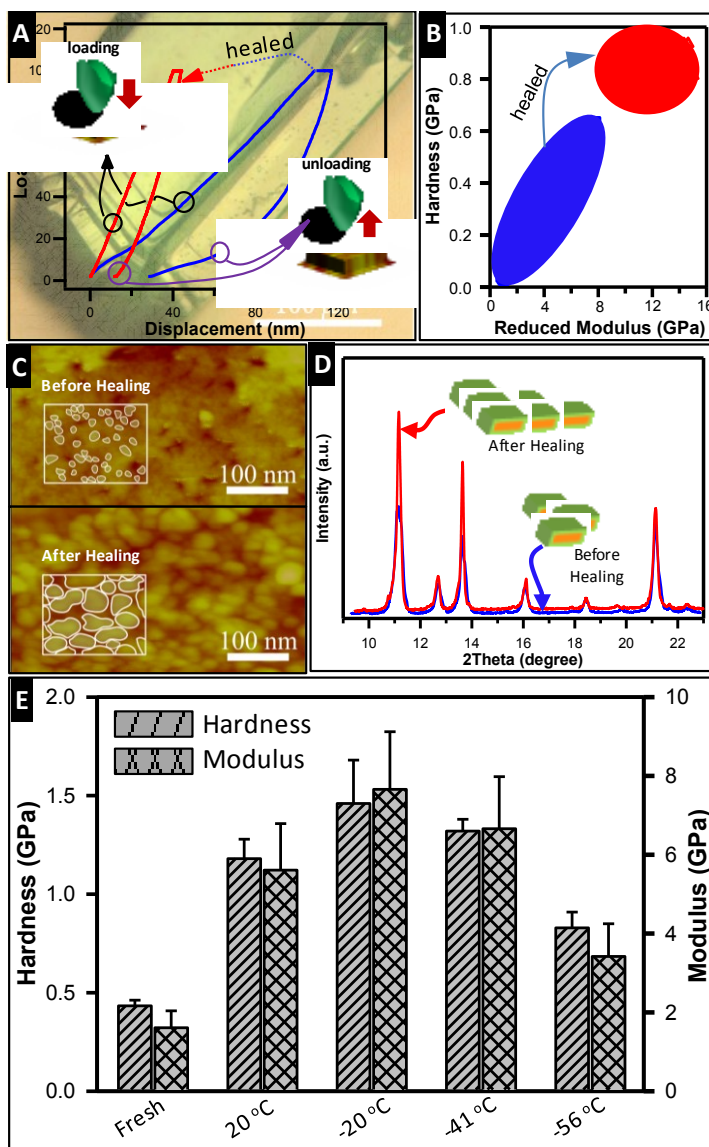 A
loading
healed
unloading
20
0
0
40
80
120
Displacement (nm)
B
Hardness (GPa)
1.0
0.8
0.6
0.4
0.2
0.0
healed
0
4
8
12
16
Reduced Modulus (GPa)
C
Before Healing
100 nm
After Healing
100 nm
D
Intensity (a.u.)
After Healing
Before
Healing
10
12
14
16
18
20
22
2Theta (degree)
E
Hardness (GPa)
2.0
1.5
1.0
0.5
0.0
Hardness
Modulus
10
8
6
4
2
0
Modulus (GPa)
Fresh
20 °C
-20 °C
-41 °C
-56 °C